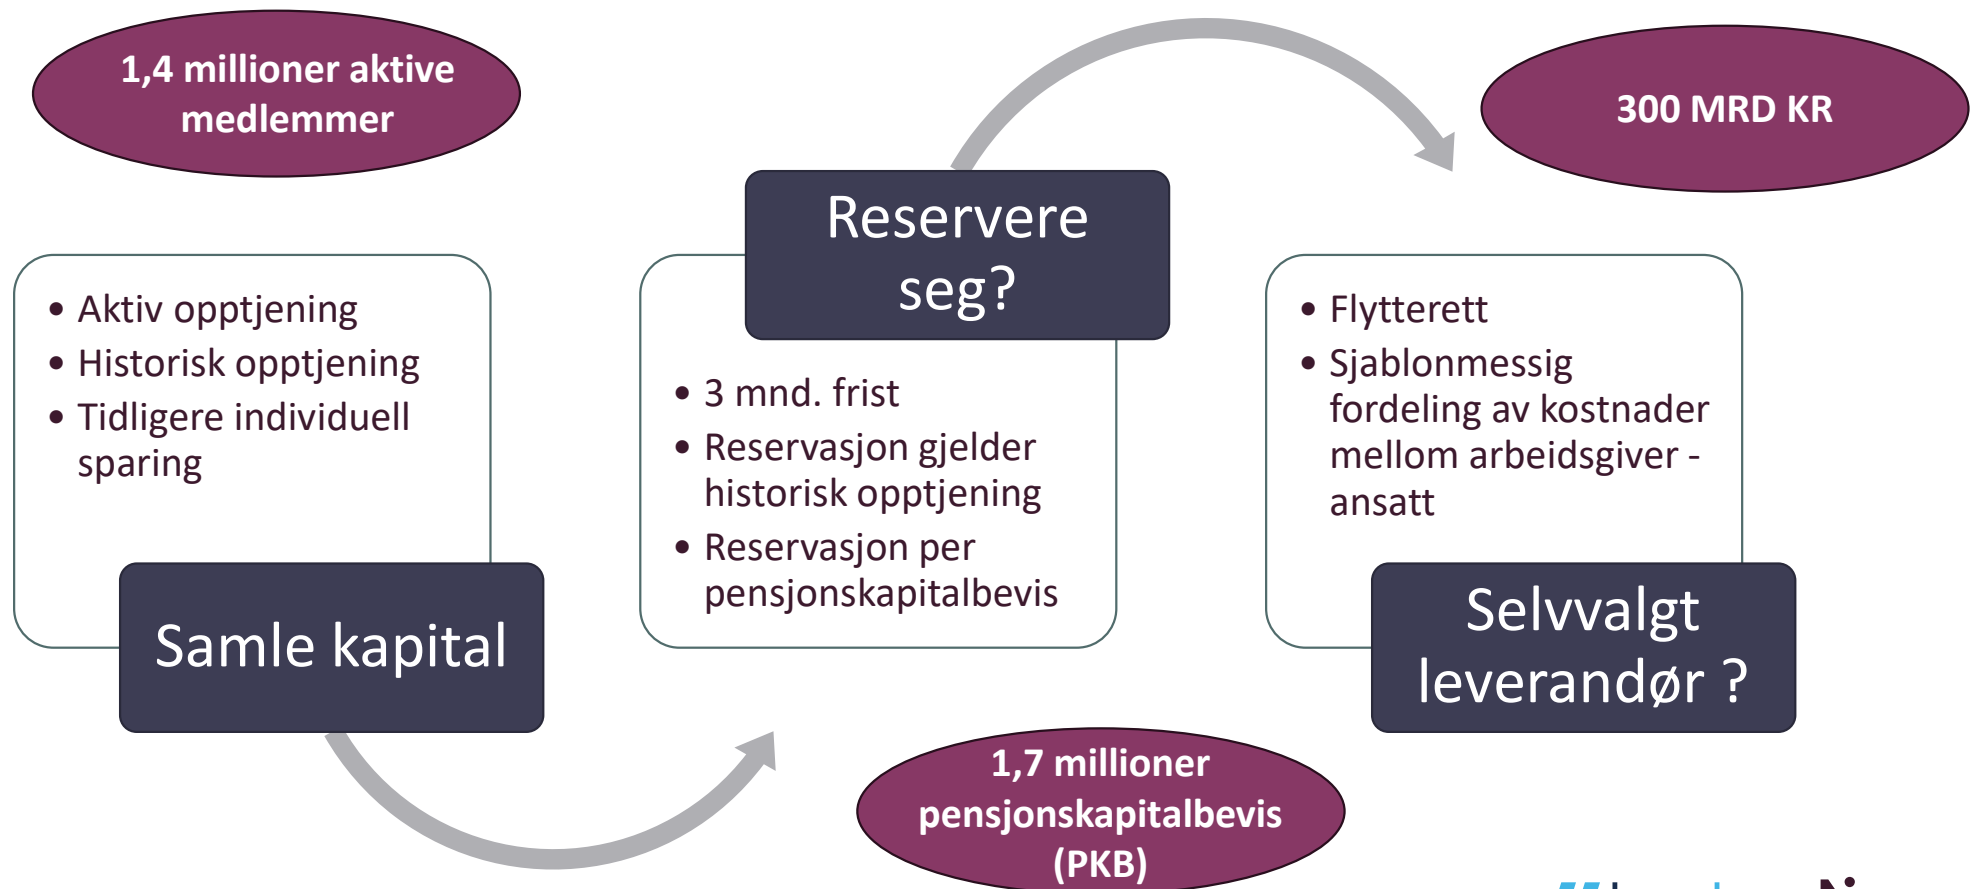 1,4 millioner aktive
medlemmer
300 MRD KR
Samle kapital
• Aktiv opptjening
• Historisk opptjening
• Tidligere individuell
sparing
Reservere
seg?
• 3 mnd. frist
• Reservasjon gjelder
historisk opptjening
• Reservasjon per
pensjonskapitalbevis
• Flytterett
• Sjablonmessig
fordeling av kostnader
mellom arbeidsgiver -
ansatt
Selvvalgt
leverandør ?
1,7 millioner
pensjonskapitalbevis
(PKB)